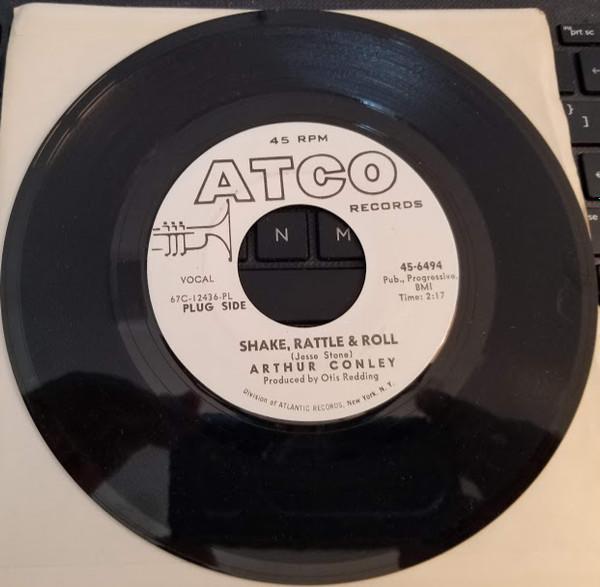 45 RPM
ATCO
RECORDS
VOCAL
67C-12436-PL
PLUG SIDE
45-6494
Pub., Progressive,
BMI
Time: 2:17
SHAKE, RATTLE & ROLL
(Jesse Stone)
ARTHUR CONLEY
Produced by Otis Redding
Division of ATLANTIC RECORDS, New York, N. Y.
N M
prt sc
}
]